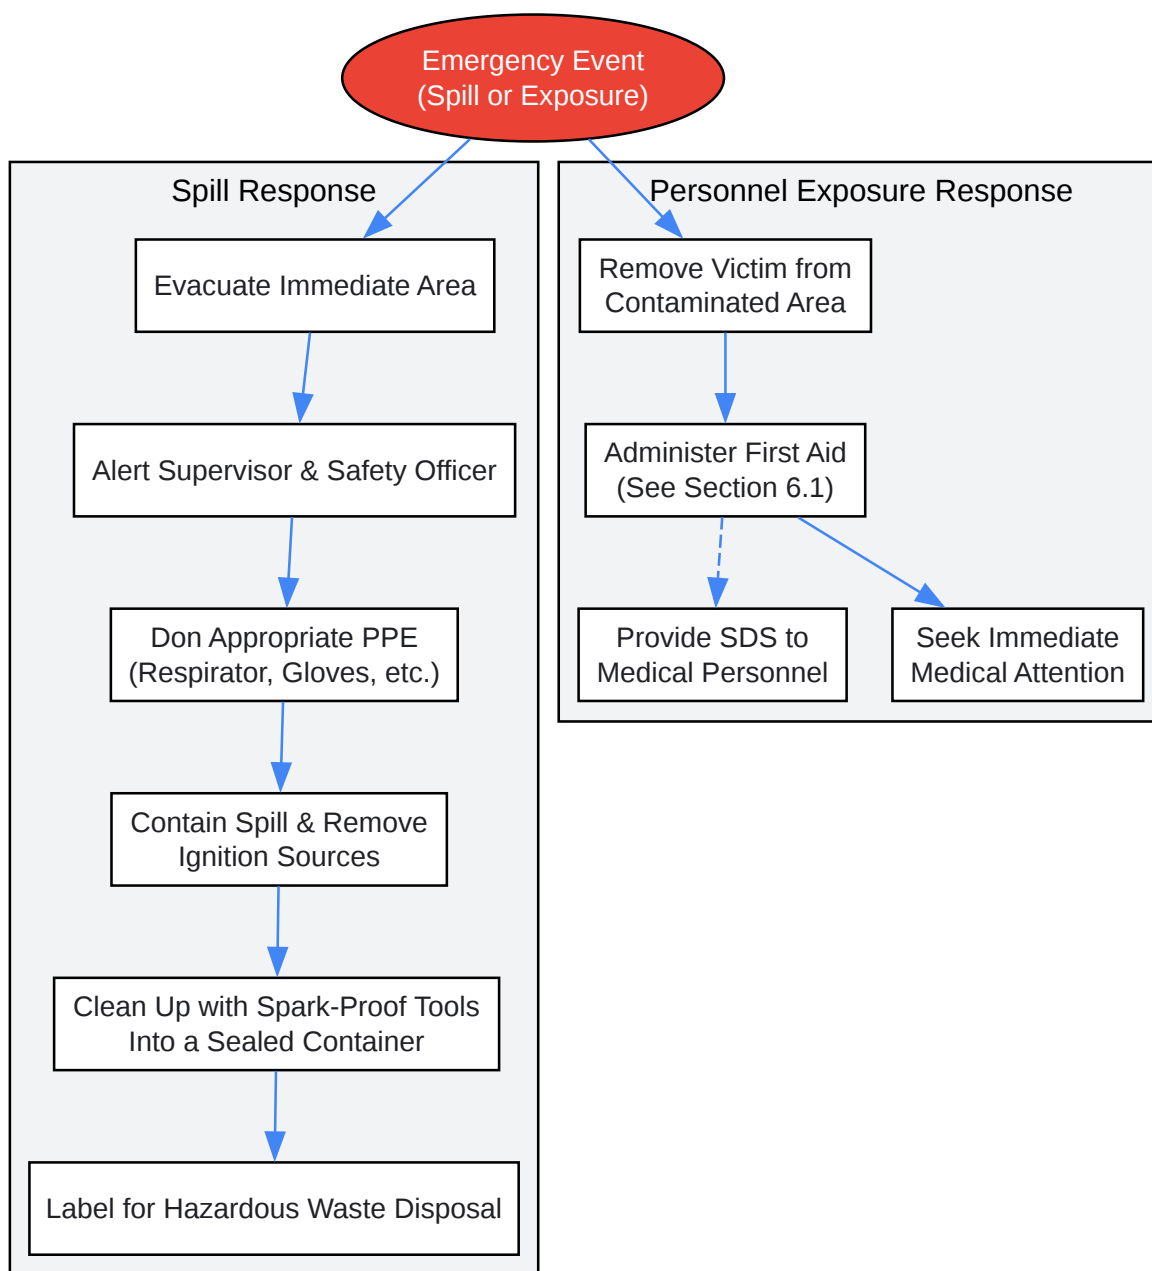 Emergency Event
(Spill or Exposure)
Spill Response
Evacuate Immediate Area
Alert Supervisor & Safety Officer
Don Appropriate PPE
(Respirator, Gloves, etc.)
Contain Spill & Remove
Ignition Sources
Clean Up with Spark-Proof Tools
Into a Sealed Container
Label for Hazardous Waste Disposal
Personnel Exposure Response
Remove Victim from
Contaminated Area
Administer First Aid
(See Section 6.1)
Provide SDS to
Medical Personnel
Seek Immediate
Medical Attention